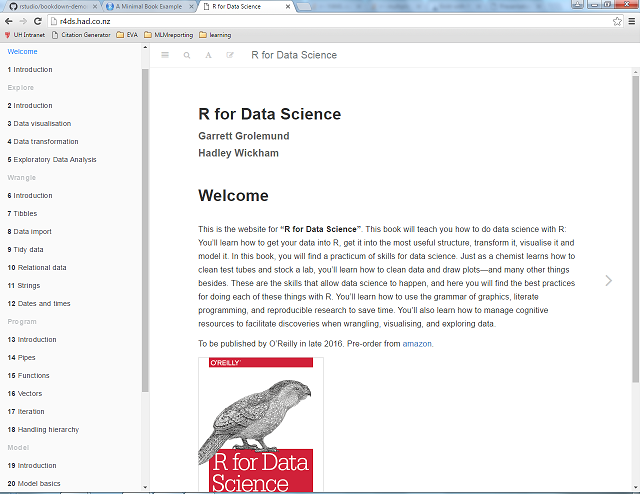 rstudio/bookdown-demo
A Minimal Book Example
R for Data Science
r4ds.had.co.nz
UH Intranet
Citation Generator
EVA
MLMreporting
learning
Welcome
1 Introduction
Explore
2 Introduction
3 Data visualisation
4 Data transformation
5 Exploratory Data Analysis
Wrangle
6 Introduction
7 Tibbles
8 Data import
9 Tidy data
10 Relational data
11 Strings
12 Dates and times
Program
13 Introduction
14 Pipes
15 Functions
16 Vectors
17 Iteration
18 Handling hierarchy
Model
19 Introduction
20 Model basics
A
R for Data Science
R for Data Science
Garrett Grolemund
Hadley Wickham
Welcome
This is the website for “R for Data Science”. This book will teach you how to do data science with R:
You’ll learn how to get your data into R, get it into the most useful structure, transform it, visualise it and
model it. In this book, you will find a practicum of skills for data science. Just as a chemist learns how to
clean test tubes and stock a lab, you’ll learn how to clean data and draw plots—and many other things
besides. These are the skills that allow data science to happen, and here you will find the best practices
for doing each of these things with R. You’ll learn how to use the grammar of graphics, literate
programming, and reproducible research to save time. You’ll also learn how to manage cognitive
resources to facilitate discoveries when wrangling, visualising, and exploring data.
To be published by O’Reilly in late 2016. Pre-order from amazon.
O'REILLY
R for Data
Science